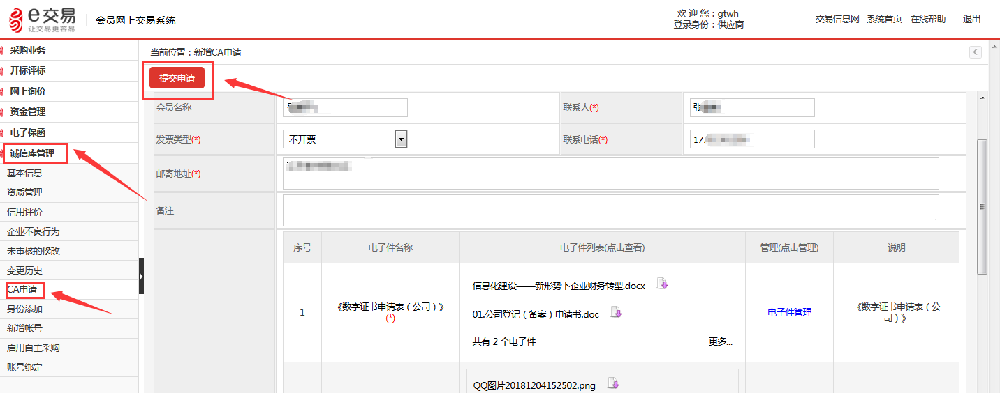 e交易
让交易更容易
会员网上交易系统
欢 迎 您：gtwh
登录身份：供应商
交易信息网 系统首页 在线帮助 退出
采购业务
开标评标
网上询价
资金管理
电子保函
诚信库管理
基本信息
资质管理
信用评价
企业不良行为
未审核的修改
变更历史
CA申请
身份添加
新增帐号
启用自主采购
账号绑定
当前位置：新增CA申请
提交申请
会员名称
联系人(*)
张
发票类型(*)
不开票
联系电话(*)
17
邮寄地址(*)
备注
序号 电子件名称 电子件列表(点击查看) 管理(点击管理) 说明
1
《数字证书申请表（公司）》
(*)
信息化建设——新形势下企业财务转型.docx
01.公司登记（备案）申请书.doc
共有 2 个电子件 更多...
电子件管理
《数字证书申请表（公
司）》
QQ图片20181204152502.png